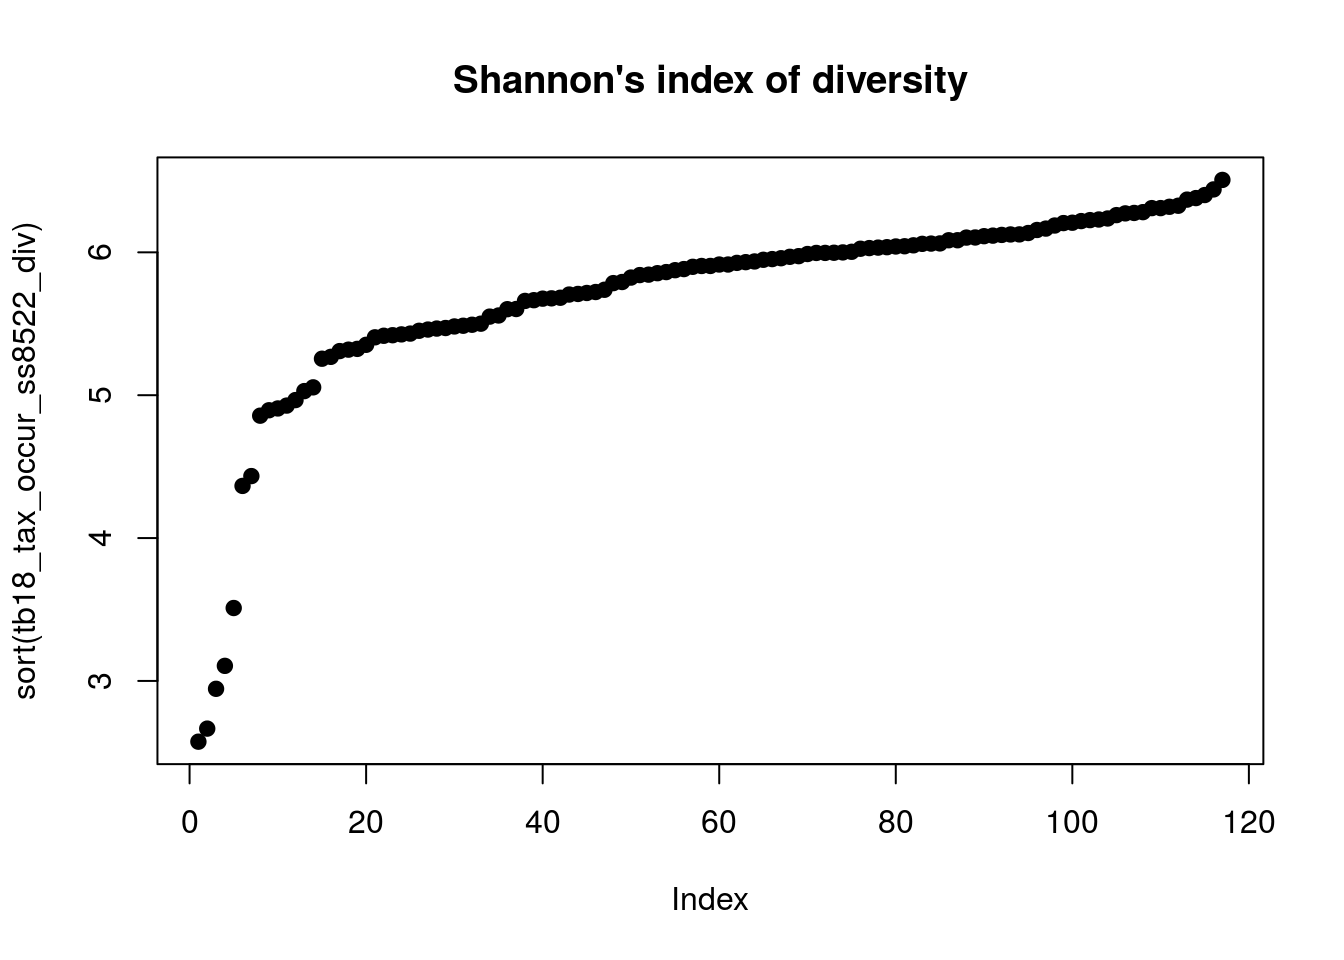 Shannon's index of diversity
sort(tb18_tax_occur_ss8522_div)
6
5
4
3
0 20 40 60 80 100 120
Index